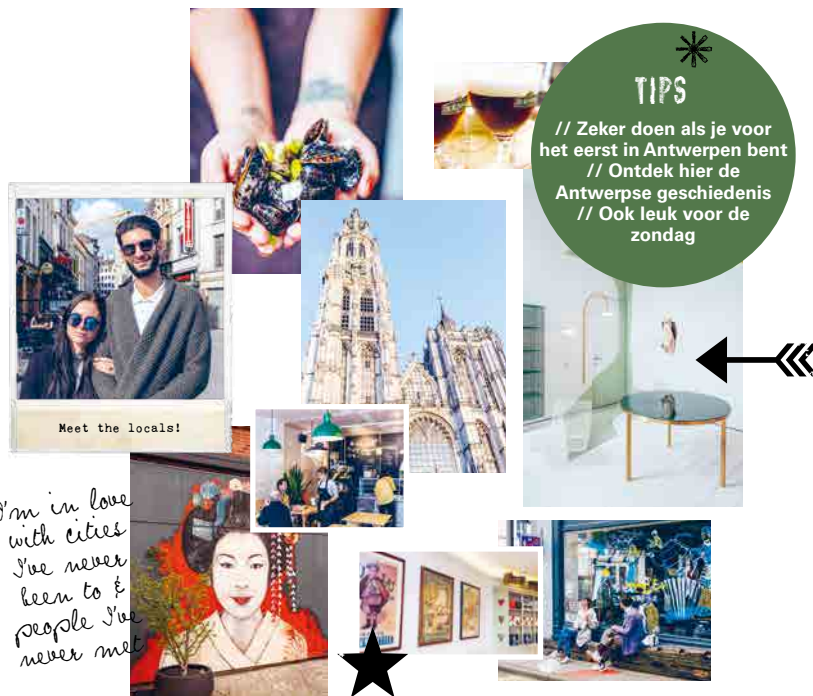 TIPS
// Zeker doen als je voor
het eerst in Antwerpen bent
// Ontdek hier de
Antwerpse geschiedenis
// Ook leuk voor de
zondag
Meet the locals!
I'm in love
with cities
I've never
been to &
people I've
never met